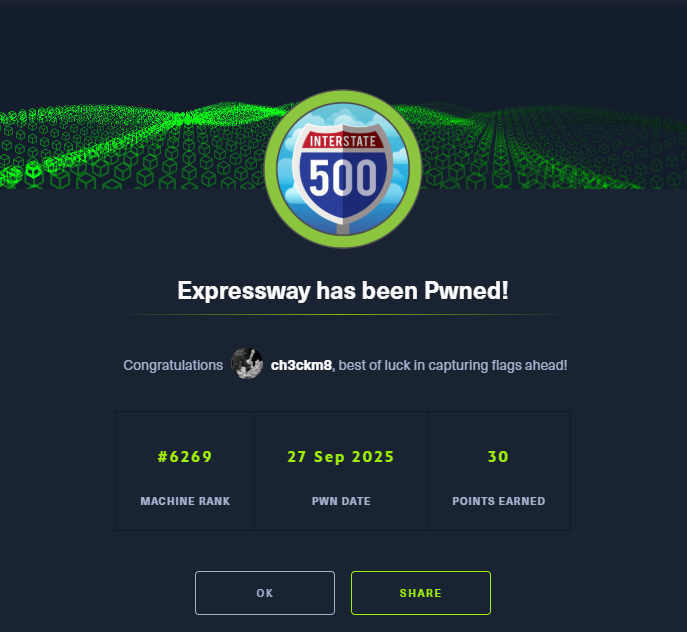 INTERSTATE
500
Expressway has been Pwned!
Congratulations ch3ckm8, best of luck in capturing flags ahead!
#6269 27 Sep 2025 30
MACHINE RANK PWN DATE POINTS EARNED
OK SHARE